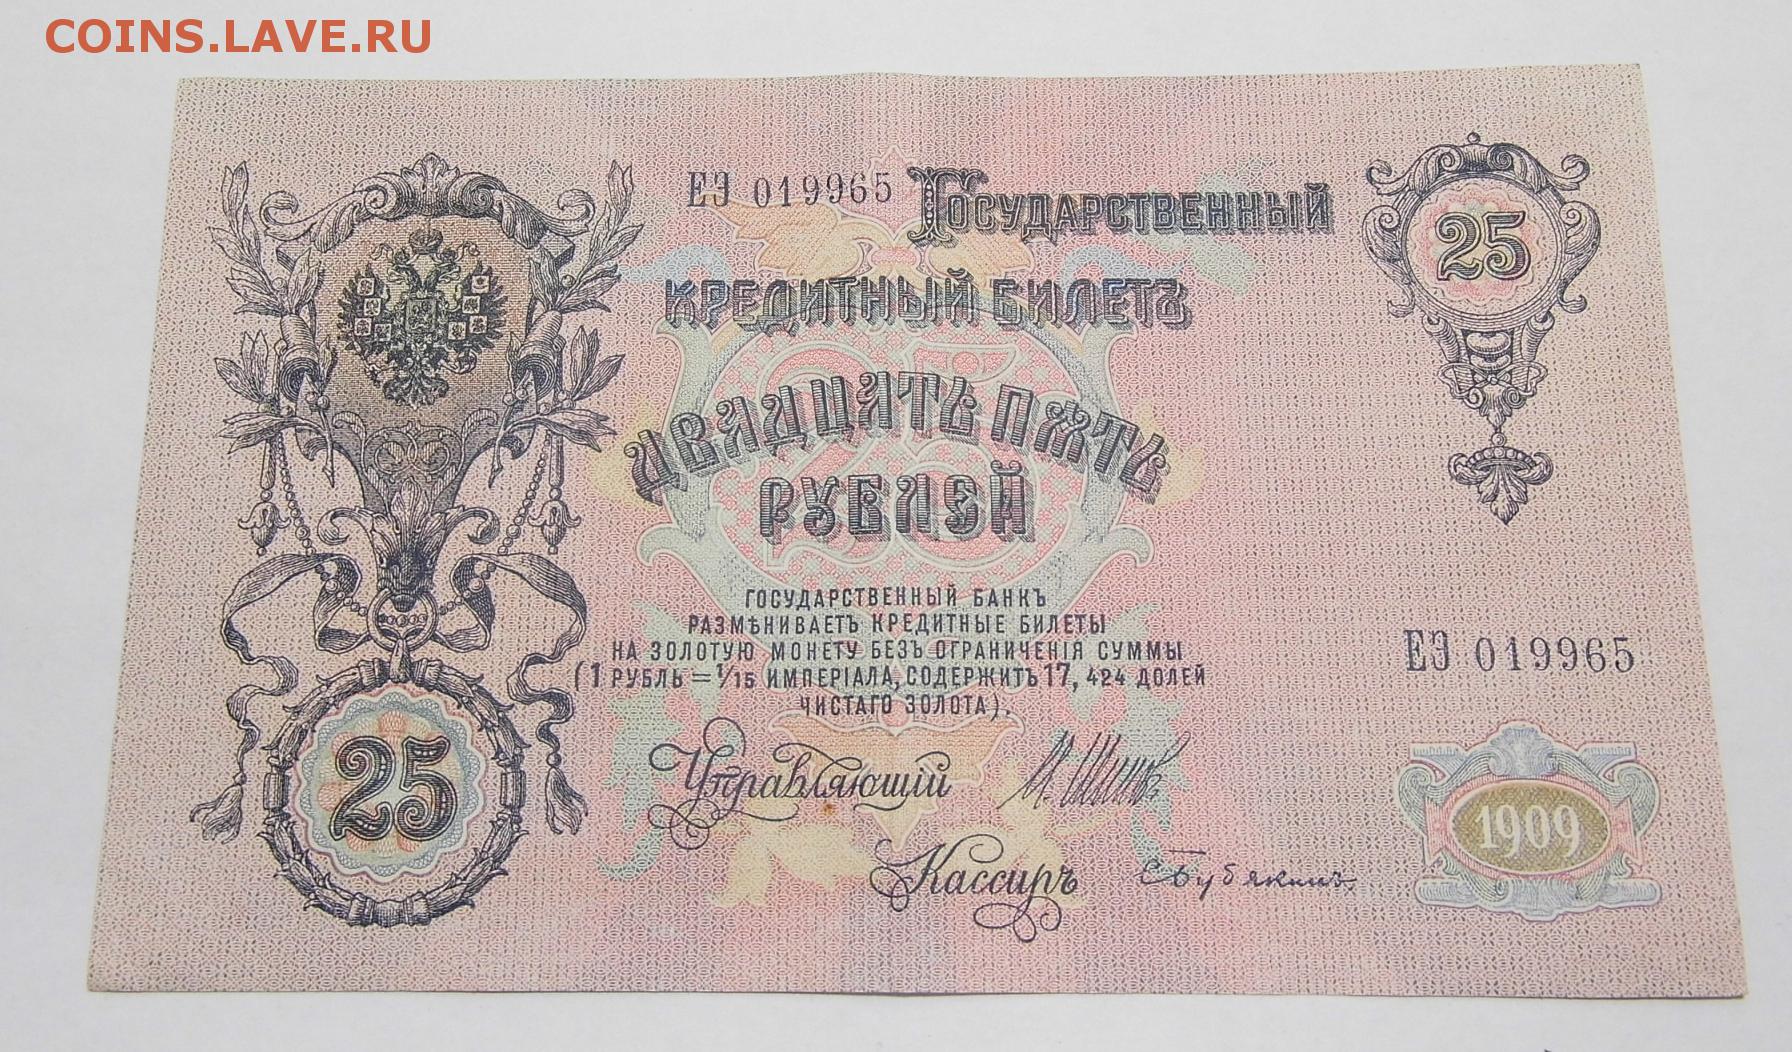 COINS.LAVE.RU
ЕЭ 019965
ГОСУДАРСТВЕННЫЙ
КРЕДИТНЫЙ БИЛЕТЪ
ДВАДЦАТЬ ПЯТЬ
РУБЛЕЙ
25
25
ГОСУДАРСТВЕННЫЙ БАНКЪ
РАЗМѢНИВАЕТЪ КРЕДИТНЫЕ БИЛЕТЫ
НА ЗОЛОТУЮ МОНЕТУ БЕЗЪ ОГРАНИЧЕНІЯ СУММЫ
(1 РУБЛЬ = 1/15 ИМПЕРІАЛА, СОДЕРЖИТЪ 17, 424 ДОЛЕЙ
ЧИСТАГО ЗОЛОТА).
ЕЭ 019965
Управляющій И. Шиповъ
Кассиръ
25
1909